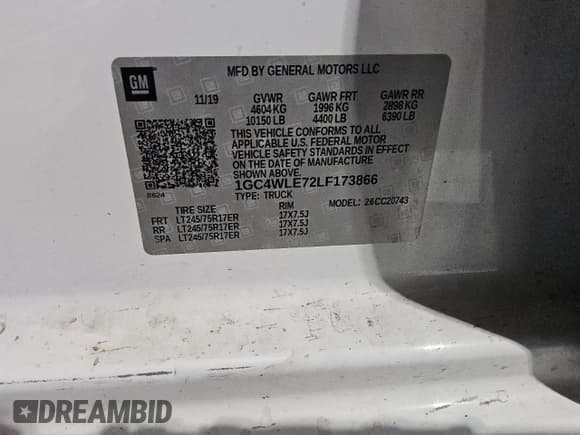 GM
MFD BY GENERAL MOTORS LLC
11/19 GVWR GAWR FRT GAWR RR
4604 KG 1996 KG 2898 KG
10150 LB 4400 LB 6390 LB
THIS VEHICLE CONFORMS TO ALL
APPLICABLE U.S. FEDERAL MOTOR
VEHICLE SAFETY STANDARDS IN EFFECT
ON THE DATE OF MANUFACTURE
SHOWN ABOVE.
8624
1GC4WLE72LF173866
TYPE: TRUCK MODEL: 26 CC20743
TIRE SIZE RIM
FRT LT245/75R17ER 17X7.5J
RR LT245/75R17ER 17X7.5J
SPA LT245/75R17ER 17X7.5J
DREAMBID